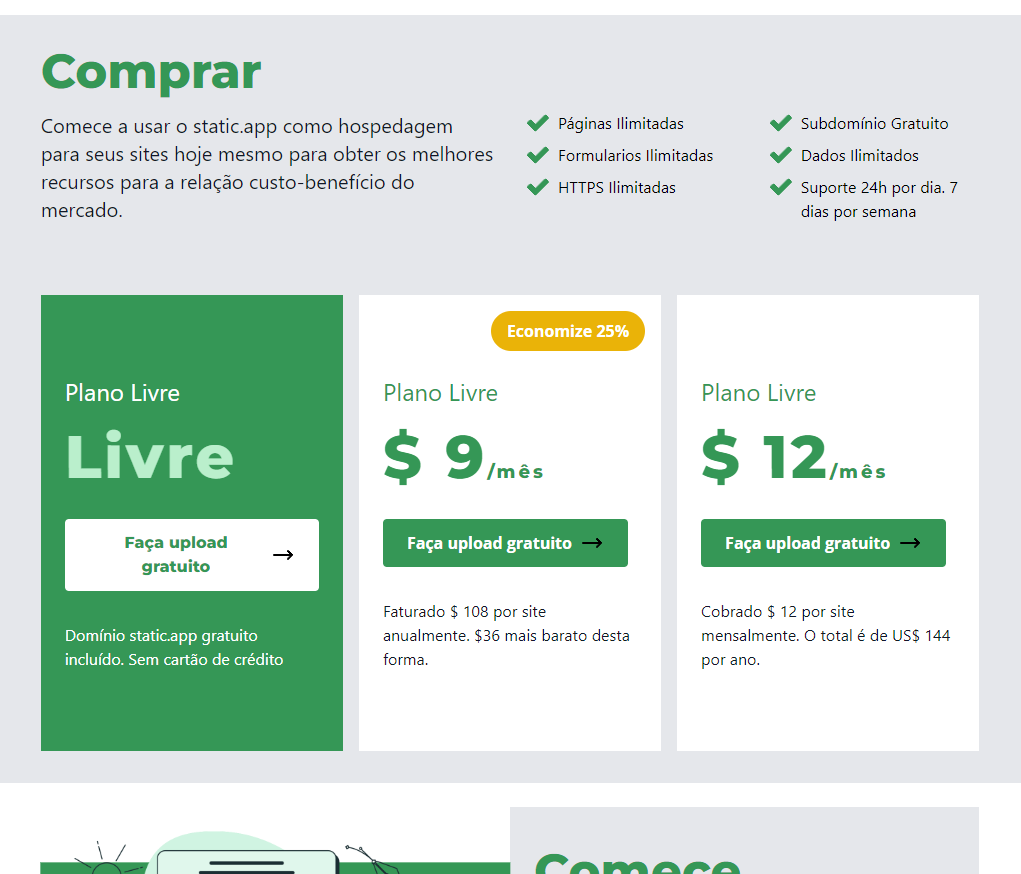 Comprar
Comece a usar o static.app como hospedagem
para seus sites hoje mesmo para obter os melhores
recursos para a relação custo-benefício do
mercado.
Páginas Ilimitadas
Formularios Ilimitadas
HTTPS Ilimitadas
Subdomínio Gratuito
Dados Ilimitados
Suporte 24h por dia. 7
dias por semana
Plano Livre
Livre
Faça upload
gratuito
Domínio static.app gratuito
incluído. Sem cartão de crédito
Economize 25%
Plano Livre
$ 9/mês
Faça upload gratuito
Faturado $ 108 por site
anualmente. $36 mais barato desta
forma.
Plano Livre
$ 12/mês
Faça upload gratuito
Cobrado $ 12 por site
mensalmente. O total é de US$ 144
por ano.
Comece